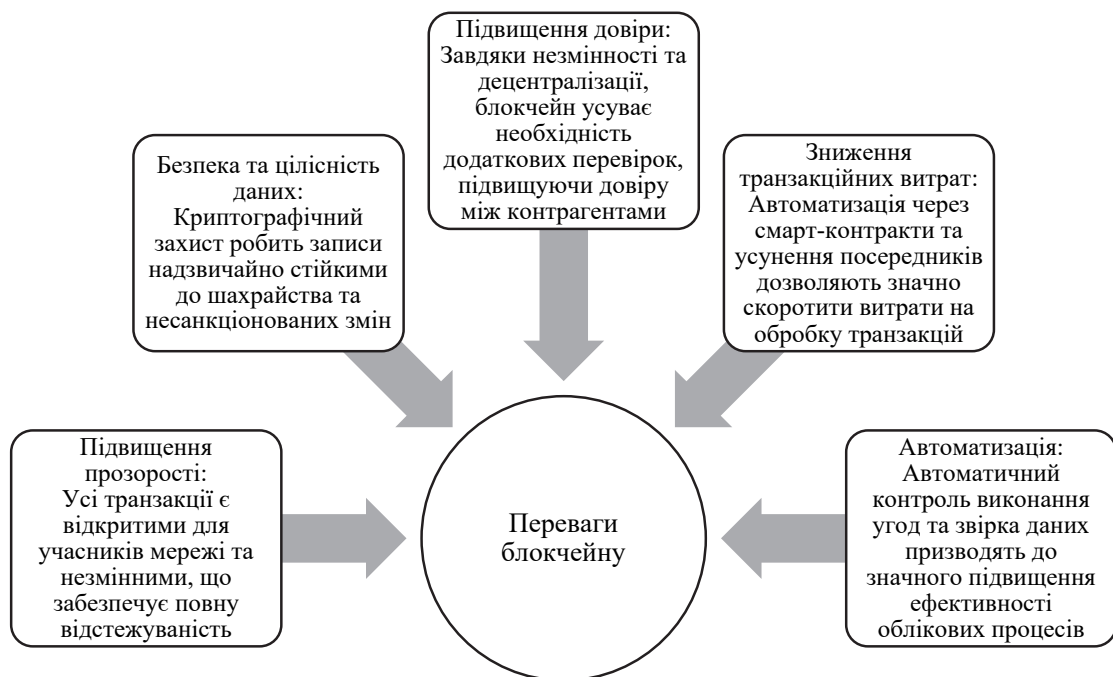 Підвищення довіри:
Завдяки незмінності та
децентралізації,
блокчейн усуває
необхідність
додаткових перевірок,
підвищуючи довіру
між контрагентами
Безпека та цілісність
даних:
Криптографічний
захист робить записи
надзвичайно стійкими
до шахрайства та
несанкціонованих змін
Зниження
транзакційних витрат:
Автоматизація через
смарт-контракти та
усунення посередників
дозволяють значно
скоротити витрати на
обробку транзакцій
Підвищення
прозорості:
Усі транзакції є
відкритими для
учасників мережі та
незмінними, що
забезпечує повну
відстежуваність
Переваги
блокчейну
Автоматизація:
Автоматичний
контроль виконання
угод та звірка даних
призводять до
значного підвищення
ефективності
облікових процесів